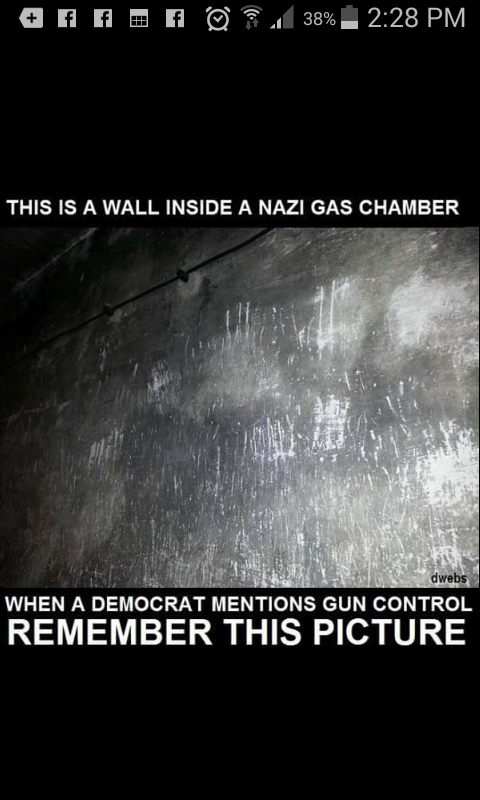 38% 2:28 PM
THIS IS A WALL INSIDE A NAZI GAS CHAMBER
dwebs
WHEN A DEMOCRAT MENTIONS GUN CONTROL
REMEMBER THIS PICTURE